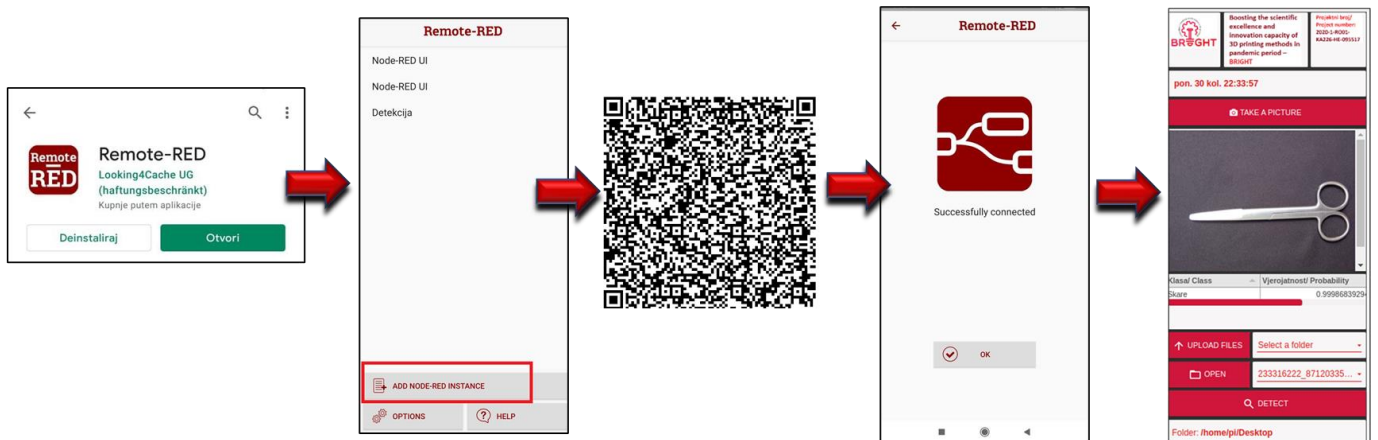 Remote
RED
Remote-RED
Looking4Cache UG
(haftungsbeschränkt)
Kupnje putem aplikacije
Deinstaliraj
Otvori
Remote-RED
Node-RED UI
Node-RED UI
Detekcija
ADD NODE-RED INSTANCE
OPTIONS
HELP
Remote-RED
Successfully connected
OK
BRIGHT
Boosting the scientific
excellence and
innovation capacity of
3D printing methods in
pandemic period –
BRIGHT
Projektni broj/
Project number:
2020-1-RO01-
KA226-HE-095517
pon. 30 kol. 22:33:57
TAKE A PICTURE
Klasa/ Class
Vjerojatnost/ Probability
Skare
0.9998683929
UPLOAD FILES
Select a folder
OPEN
233316222_87120335...
DETECT
Folder: /home/pi/Desktop